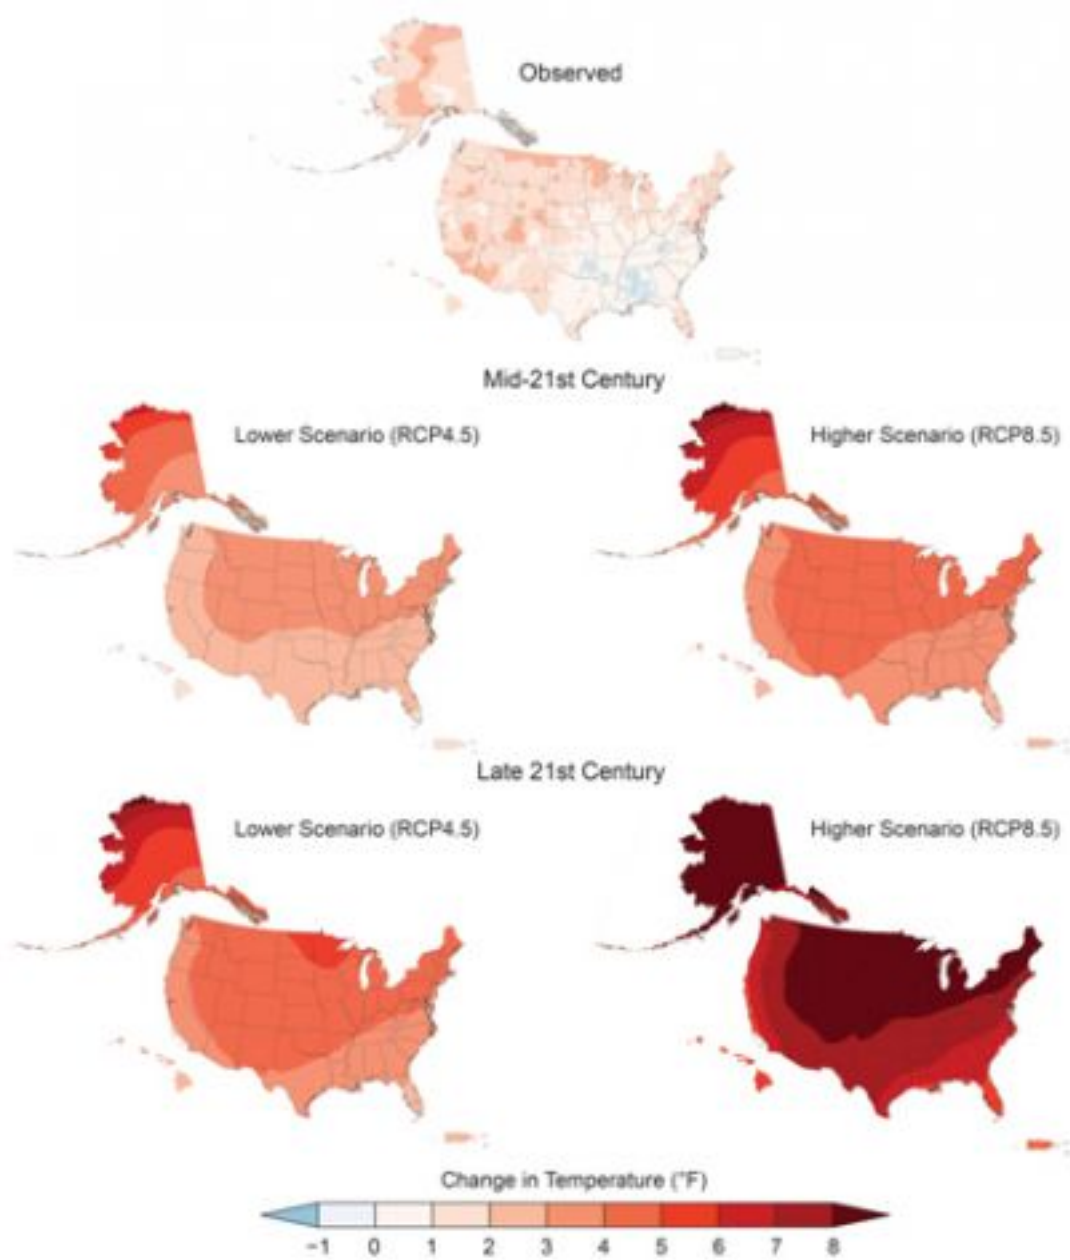 Observed
Mid-21st Century
Lower Scenario (RCP4.5)
Higher Scenario (RCP8.5)
Late 21st Century
Lower Scenario (RCP4.5)
Higher Scenario (RCP8.5)
Change in Temperature (°F)
−1 0 1 2 3 4 5 6 7 8